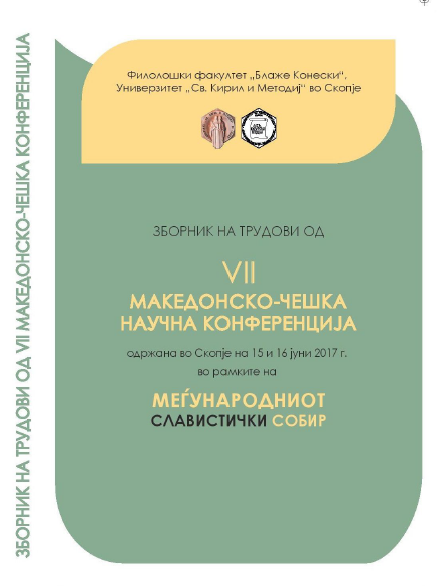 ЗБОРНИК НА ТРУДОВИ ОД VII МАКЕДОНСКО-ЧЕШКА КОНФЕРЕНЦИЈА
Филолошки факултет „Блаже Конески“,
Универзитет „Св. Кирил и Методиј“ во Скопје
ЗБОРНИК НА ТРУДОВИ ОД
VII
МАКЕДОНСКО-ЧЕШКА
НАУЧНА КОНФЕРЕНЦИЈА
одржана во Скопје на 15 и 16 јуни 2017 г.
во рамките на
МЕЃУНАРОДНИОТ
СЛАВИСТИЧКИ СОБИР